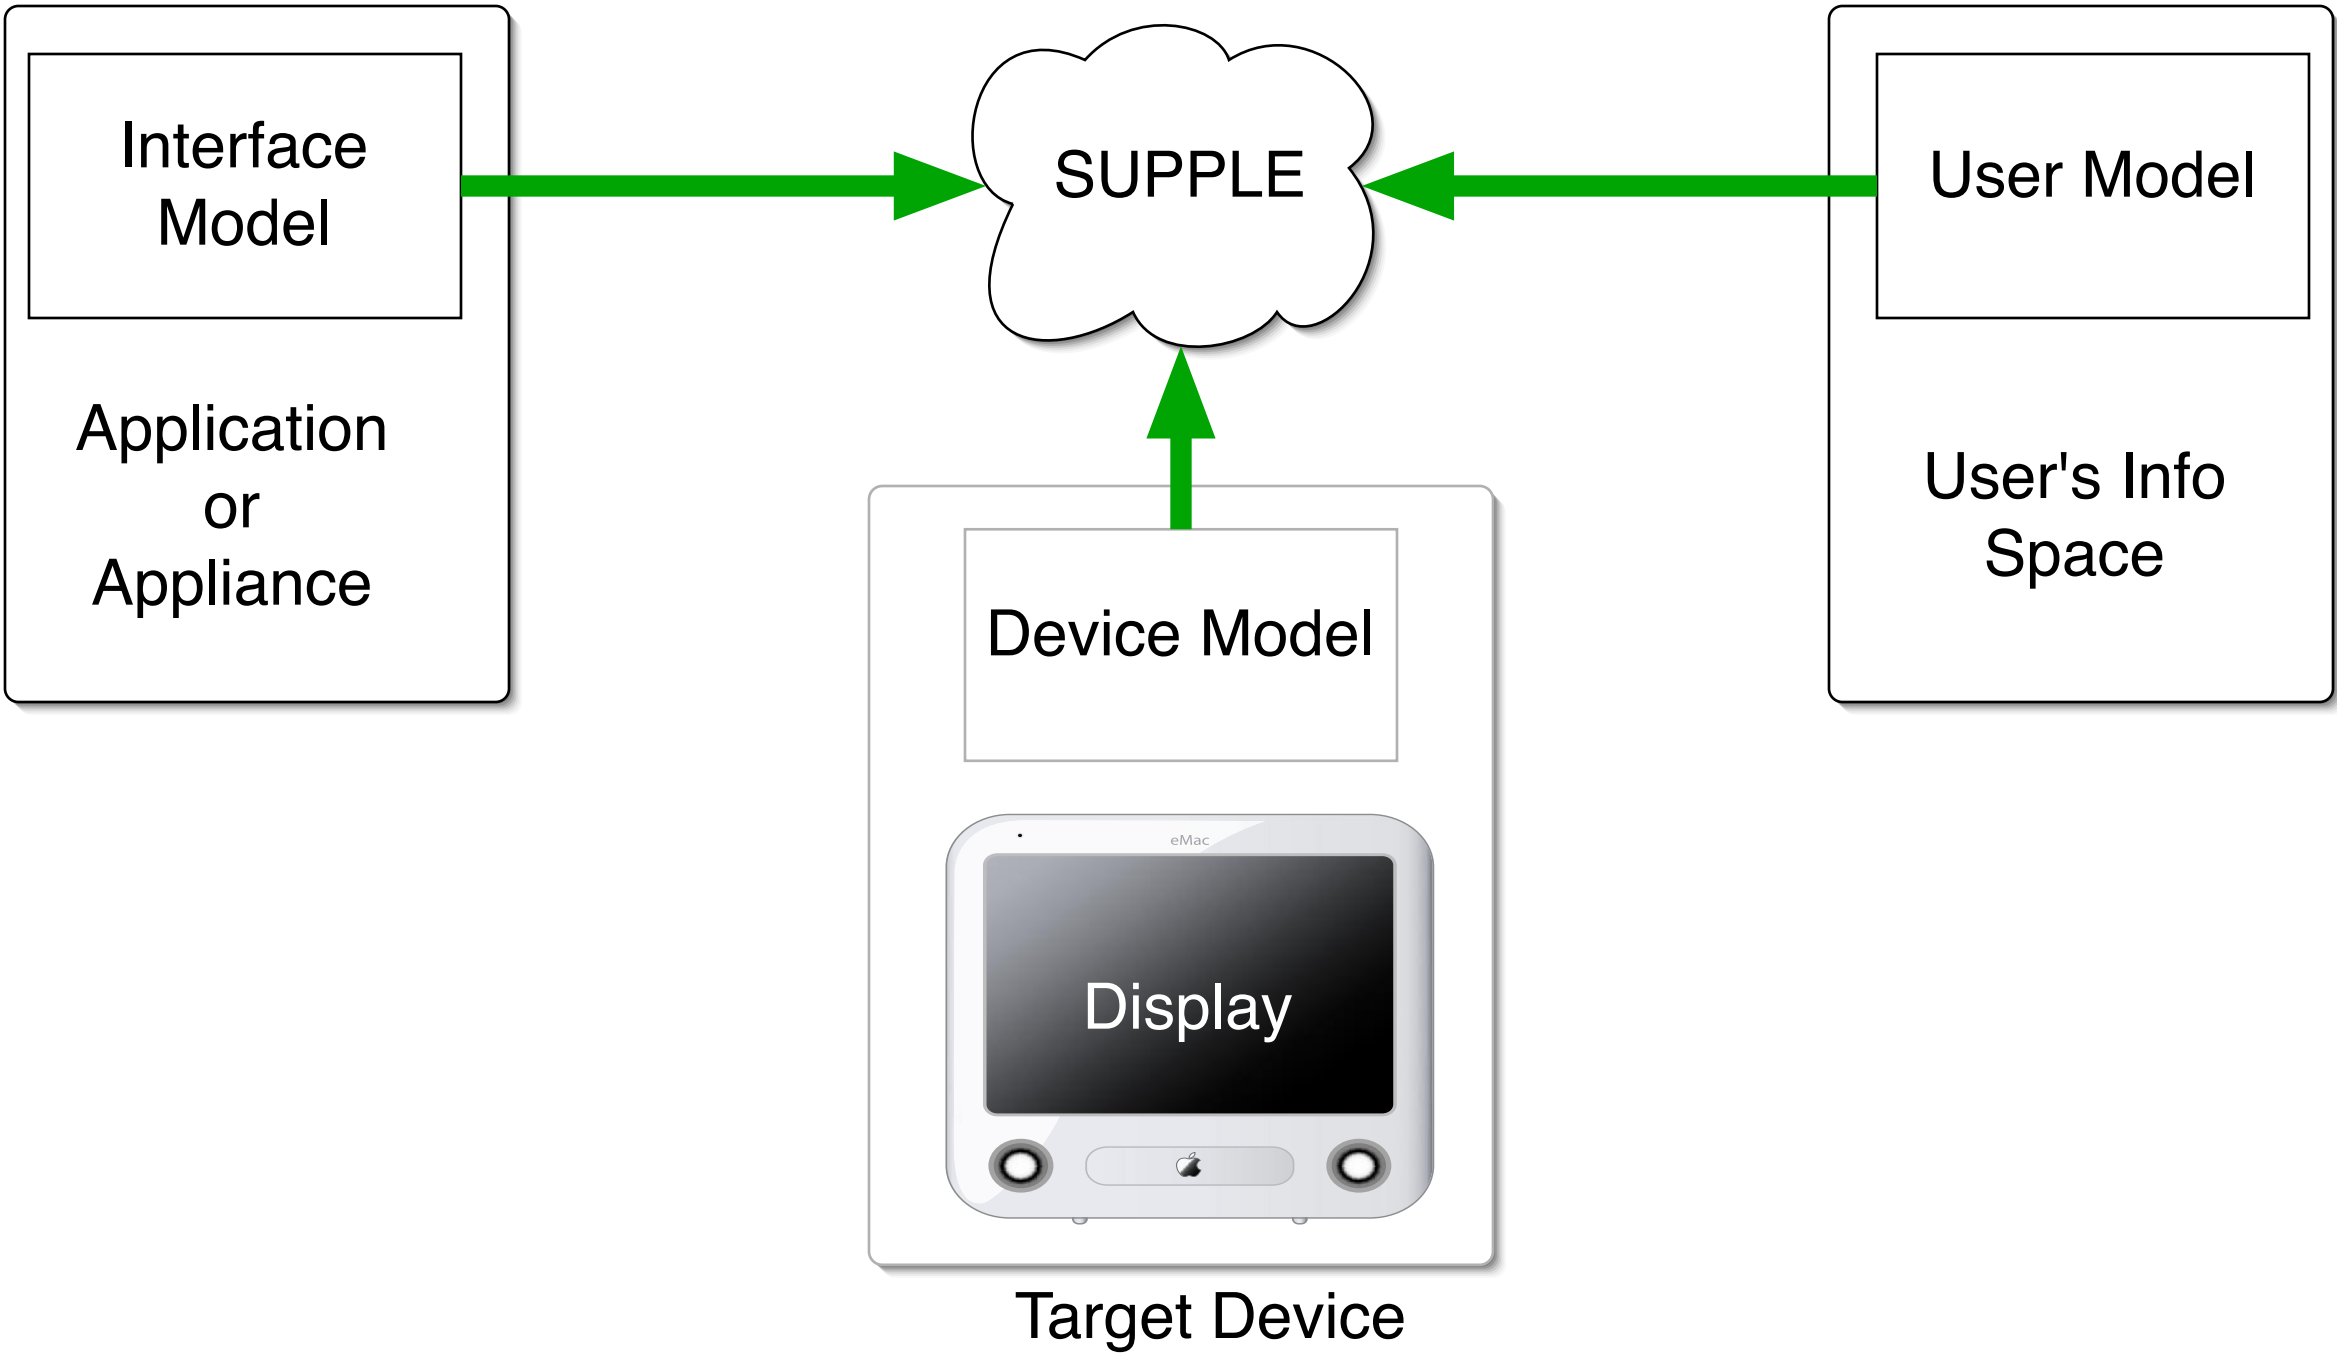 Interface
Model
Application
or
Appliance
SUPPLE
User Model
User's Info
Space
Device Model
eMac
Display
Target Device